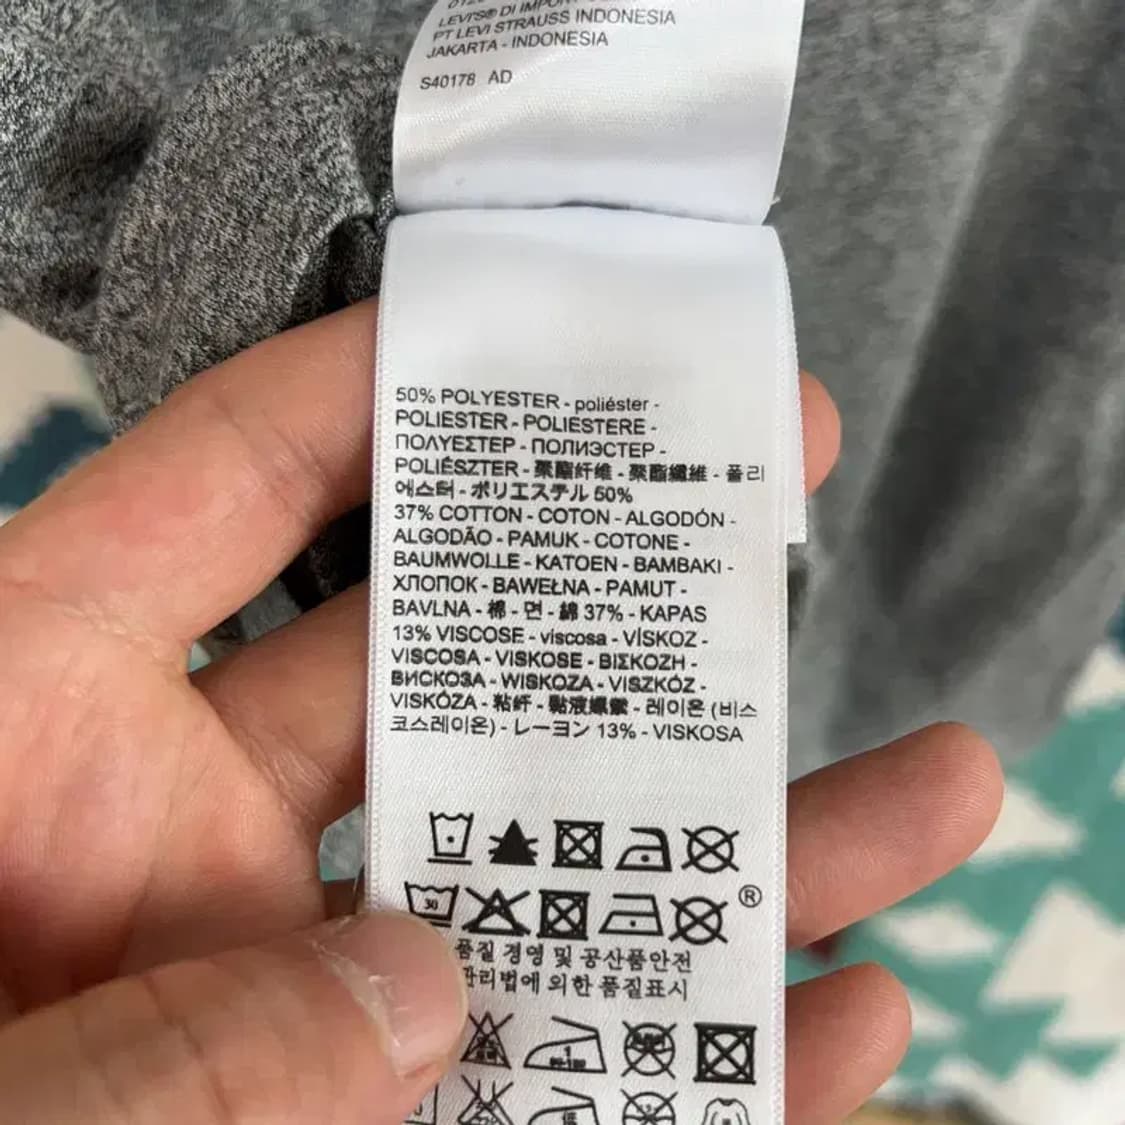 LEVI'S® DI IMPOR
PT LEVI STRAUSS INDONESIA
JAKARTA - INDONESIA
S40178 AD
50% POLYESTER - poliéster -
POLIESTER - POLIESTERE -
ΠΟΛΥΕΣΤΕΡ - ПОЛИЭСТЕР -
POLIÉSZTER - 聚酯纤维 - 聚酯纖維 - 폴리
에스터 - ポリエステル 50%
37% COTTON - COTON - ALGODÓN -
ALGODÃO - PAMUK - COTONE -
BAUMWOLLE - KATOEN - BAMBAKI -
ХЛОПОК - BAWEŁNA - PAMUT -
BAVLNA - 棉 - 면 - 綿 37% - KAPAS
13% VISCOSE - viscosa - VİSKOZ -
VISCOSA - VISKOSE - ΒΙΣΚΟΖΗ -
ВИСКОЗА - WISKOZA - VISZKÓZ -
VISKÓZA - 粘纤 - 黏液嫘縈 - 레이온 (비스
코스레이온) - レーヨン 13% - VISKOSA
30 ®
품질 경영 및 공산품안전
관리법에 의한 품질표시